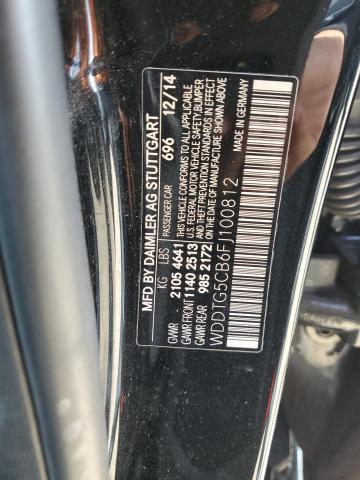 MFD BY DAIMLER AG STUTTGART
PASSENGER CAR 696 12/14
KG LBS
GVWR 2105 4641
GAWR FRONT 1140 2513
GAWR REAR 985 2172
THIS VEHICLE CONFORMS TO ALL APPLICABLE
U.S. FEDERAL MOTOR VEHICLE SAFETY, BUMPER
AND THEFT PREVENTION STANDARDS IN EFFECT
ON THE DATE OF MANUFACTURE SHOWN ABOVE.
MADE IN GERMANY
WDDTG5CB6FJ100812